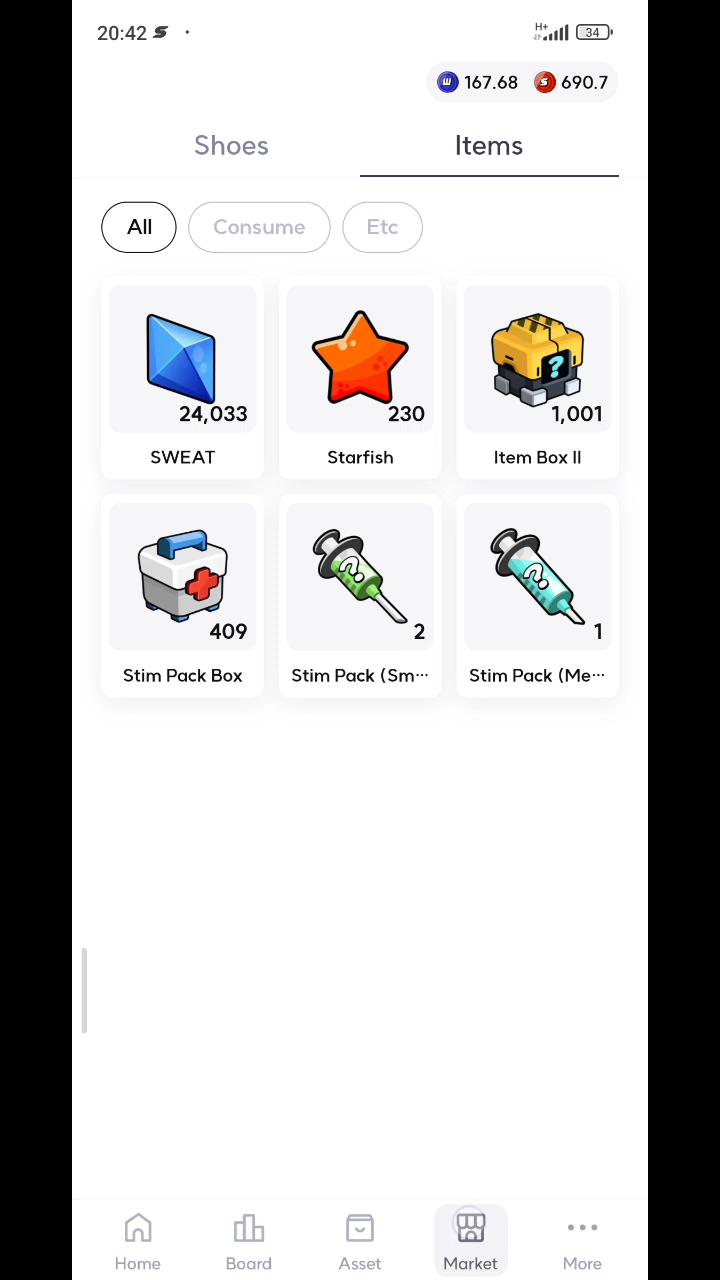 20:42
H+ 34
167.68 690.7
Shoes Items
All Consume Etc
24,033 230 1,001
SWEAT Starfish Item Box II
409 2 1
Stim Pack Box Stim Pack (Sm··· Stim Pack (Me···
Home Board Asset Market More